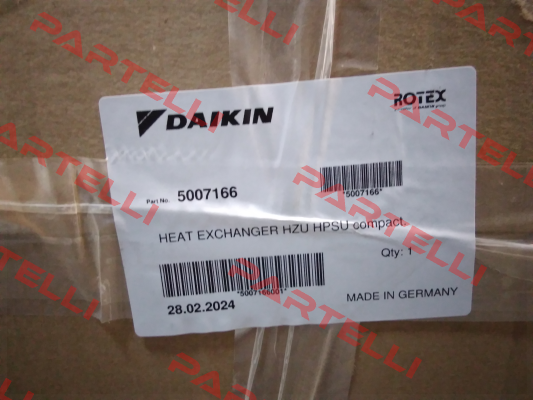 DAIKIN
ROTEX
Part No. 5007166
*5007166*
HEAT EXCHANGER HZU HPSU compact
Qty: 1
*5007166001*
28.02.2024
MADE IN GERMANY
PARTELLI
PARTELLI
PARTELLI
PARTELLI
PARTELLI